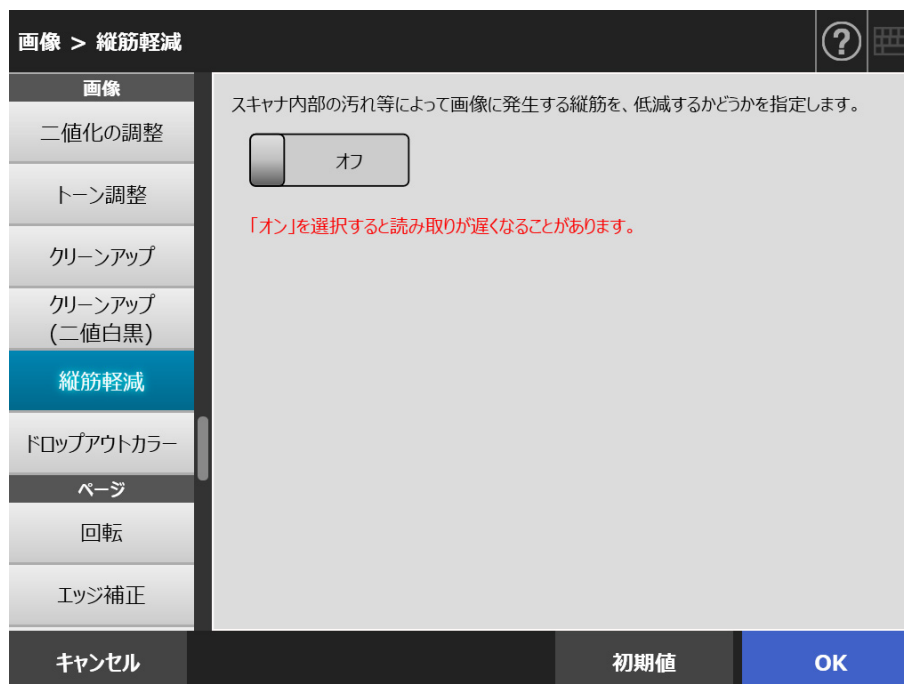 画像 > 縦筋軽減
?
画像
二値化の調整
トーン調整
クリーンアップ
クリーンアップ
(二値白黒)
縦筋軽減
ドロップアウトカラー
ページ
回転
エッジ補正
スキャナ内部の汚れ等によって画像に発生する縦筋を、低減するかどうかを指定します。
オフ
「オン」を選択すると読み取りが遅くなることがあります。
キャンセル
初期値
OK